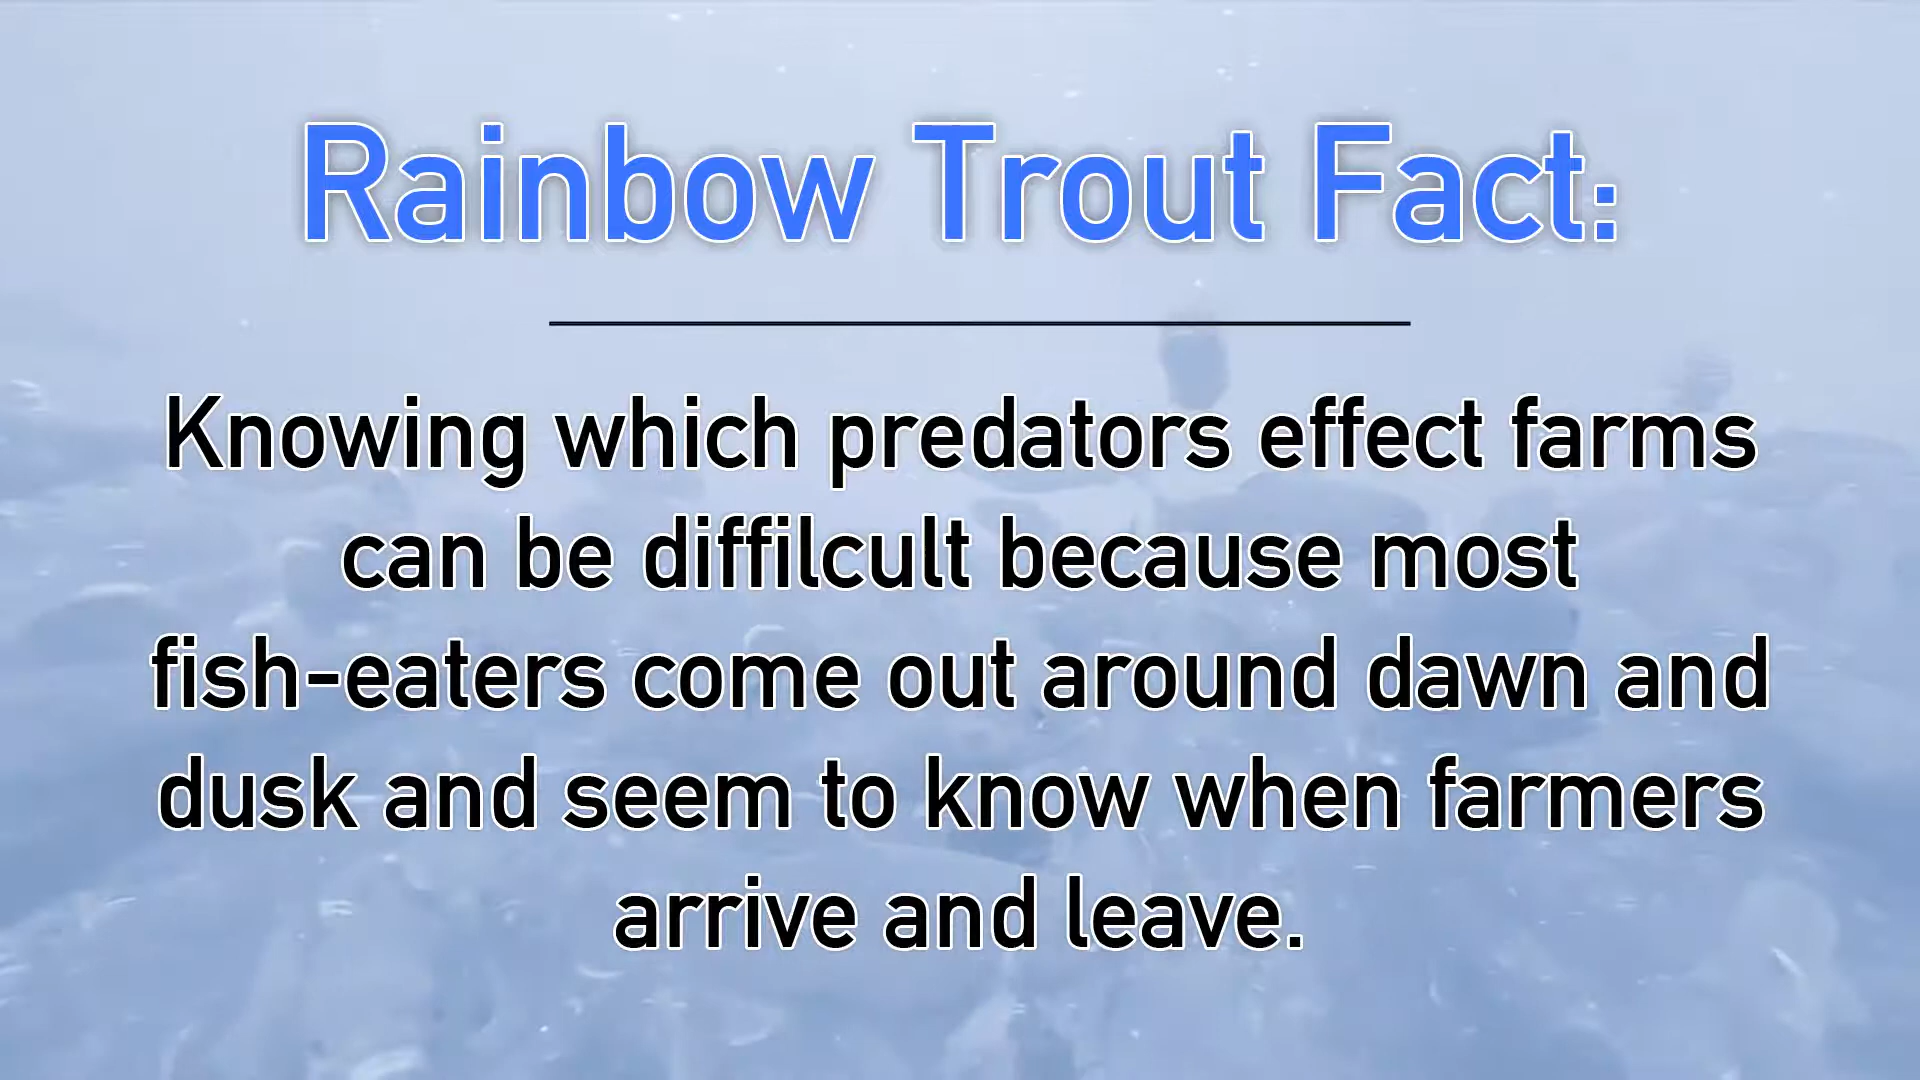 Rainbow Trout Fact:
Knowing which predators effect farms
can be diffilcult because most
fish-eaters come out around dawn and
dusk and seem to know when farmers
arrive and leave.